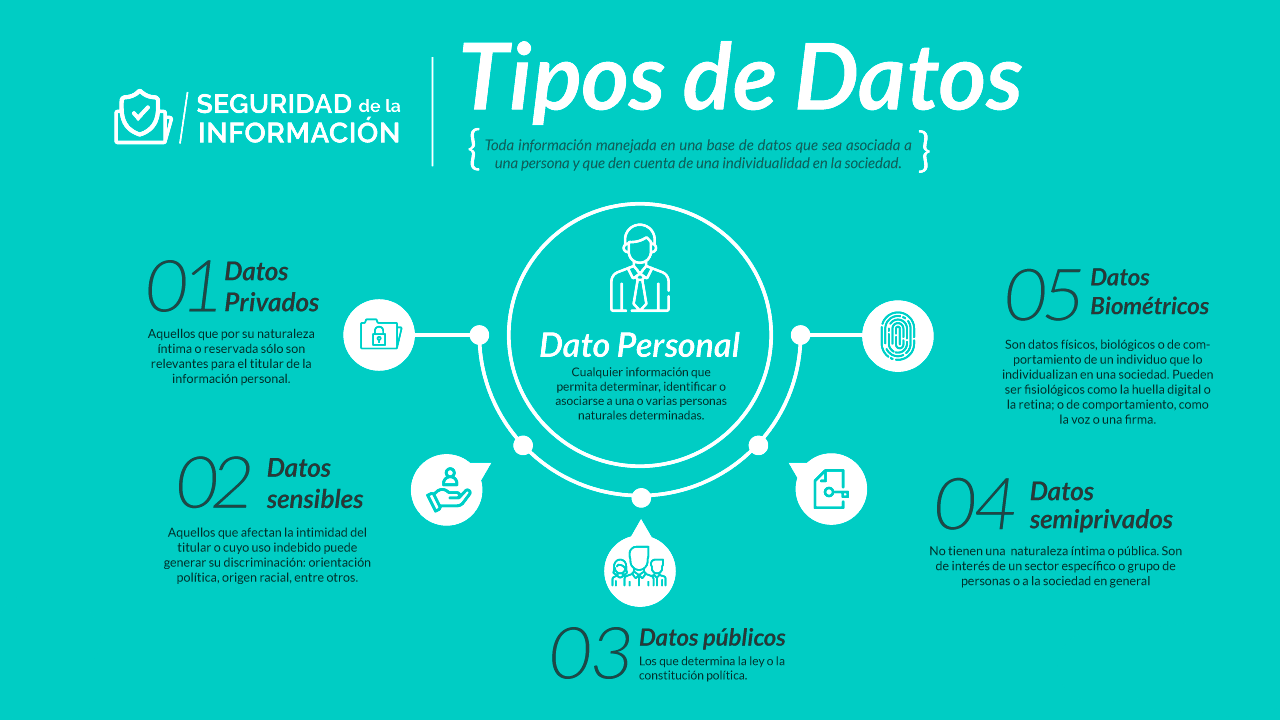 SEGURIDAD de la
INFORMACIÓN
Tipos de Datos
{ Toda información manejada en una base de datos que sea asociada a
una persona y que den cuenta de una individualidad en la sociedad. }
Dato Personal
Cualquier información que
permita determinar, identificar o
asociarse a una o varias personas
naturales determinadas.
01 Datos
Privados
Aquellos que por su naturaleza
íntima o reservada sólo son
relevantes para el titular de la
información personal.
02 Datos
sensibles
Aquellos que afectan la intimidad del
titular o cuyo uso indebido puede
generar su discriminación: orientación
política, origen racial, entre otros.
03 Datos públicos
Los que determina la ley o la
constitución política.
04 Datos
semiprivados
No tienen una naturaleza íntima o pública. Son
de interés de un sector específico o grupo de
personas o a la sociedad en general
05 Datos
Biométricos
Son datos físicos, biológicos o de com-
portamiento de un individuo que lo
individualizan en una sociedad. Pueden
ser fisiológicos como la huella digital o
la retina; o de comportamiento, como
la voz o una firma.